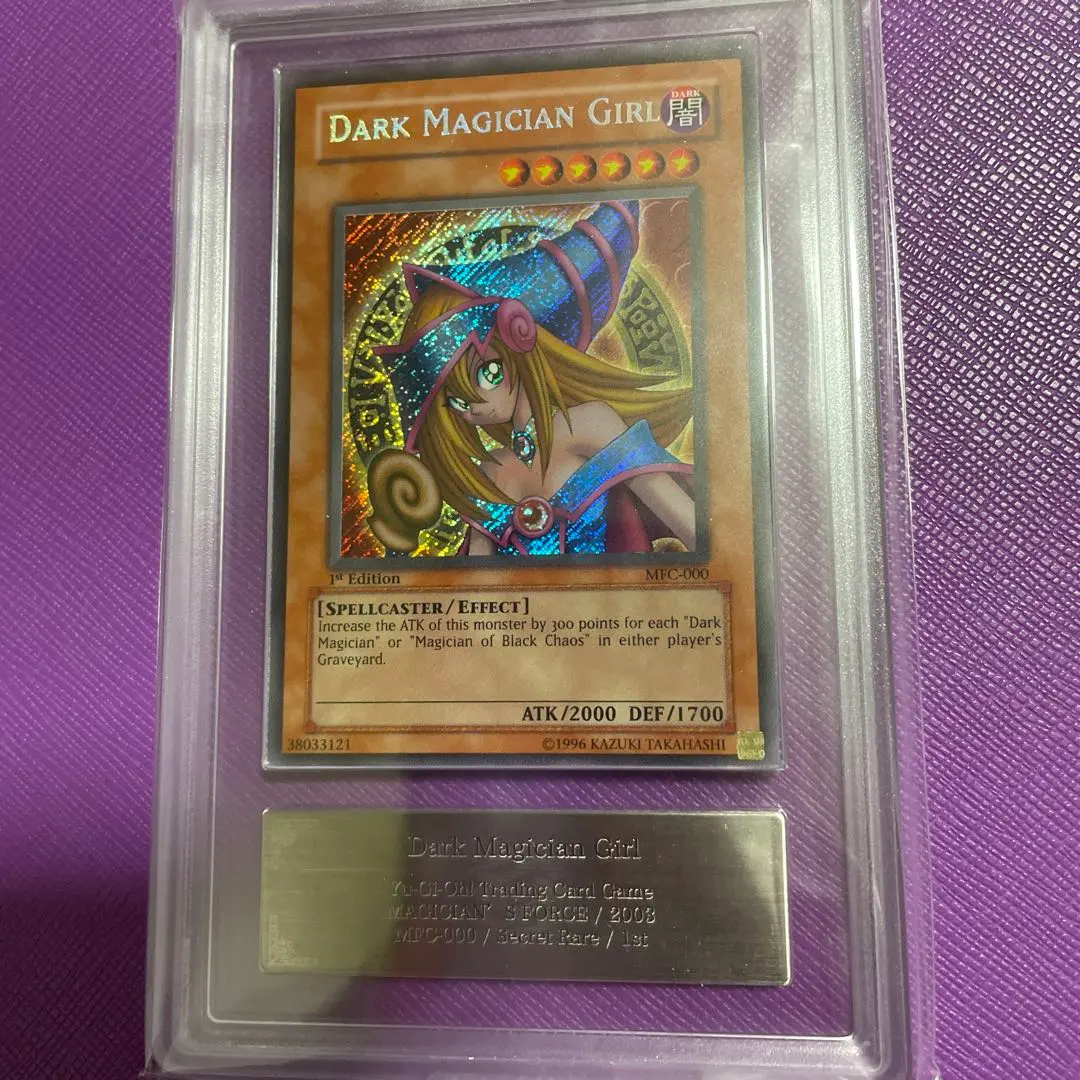 DARK MAGICIAN GIRL
DARK
闇
1st Edition
MFC-000
[SPELLCASTER/EFFECT]
Increase the ATK of this monster by 300 points for each "Dark
Magician" or "Magician of Black Chaos" in either player's
Graveyard.
ATK/2000 DEF/1700
38033121
©1996 KAZUKI TAKAHASHI
Dark Magician Girl
Yu-Gi-Oh! Trading Card Game
MAGICIAN' S FORCE / 2003
MFC-000 / Secret Rare / 1st